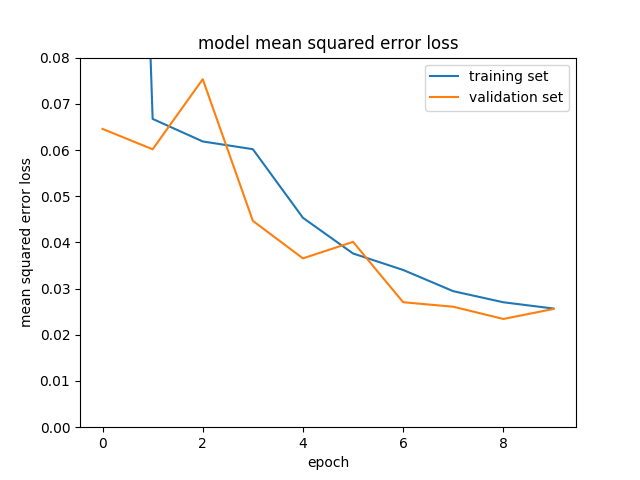 model mean squared error loss
training set
validation set
0.08
0.07
0.06
0.05
0.04
0.03
0.02
0.01
0.00
mean squared error loss
0 2 4 6 8
epoch